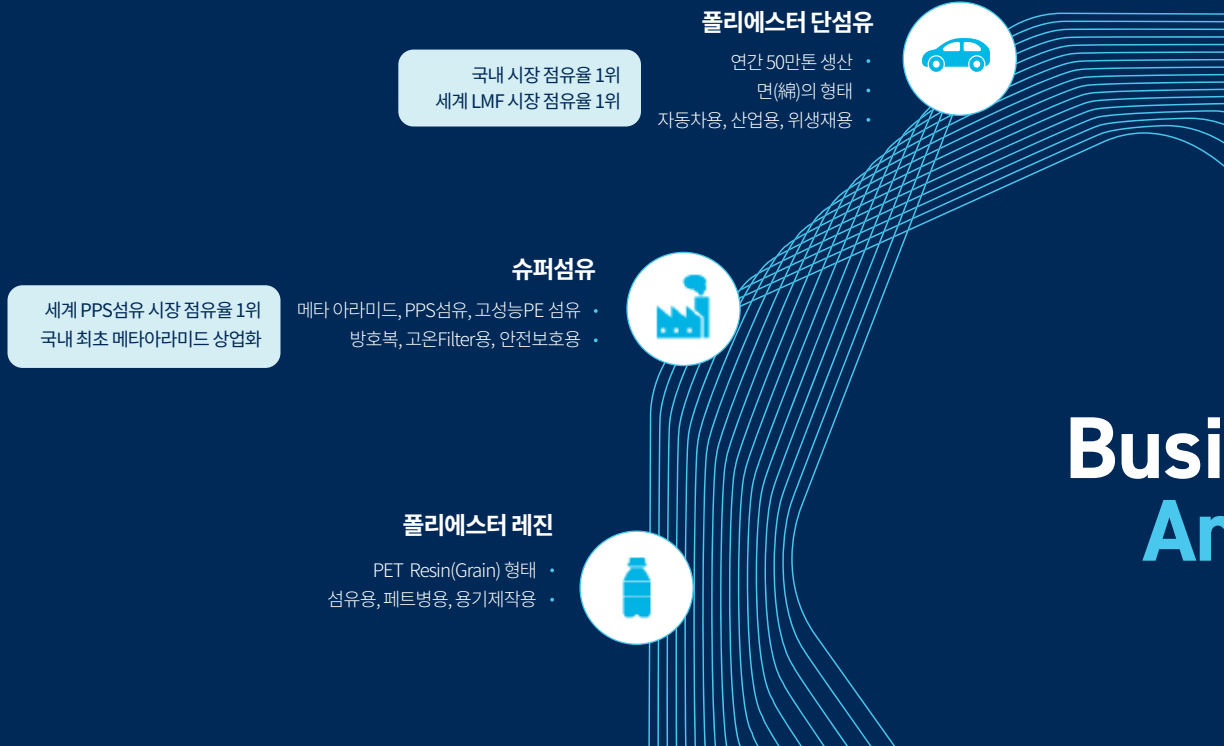 폴리에스터 단섬유
연간 50만톤 생산 •
면(綿)의 형태 •
자동차용, 산업용, 위생재용 •
국내 시장 점유율 1위
세계 LMF 시장 점유율 1위
슈퍼섬유
메타 아라미드, PPS섬유, 고성능PE 섬유 •
방호복, 고온Filter용, 안전보호용 •
세계 PPS섬유 시장 점유율 1위
국내 최초 메타아라미드 상업화
폴리에스터 레진
PET Resin(Grain) 형태 •
섬유용, 페트병용, 용기제작용 •
Busi
Ar